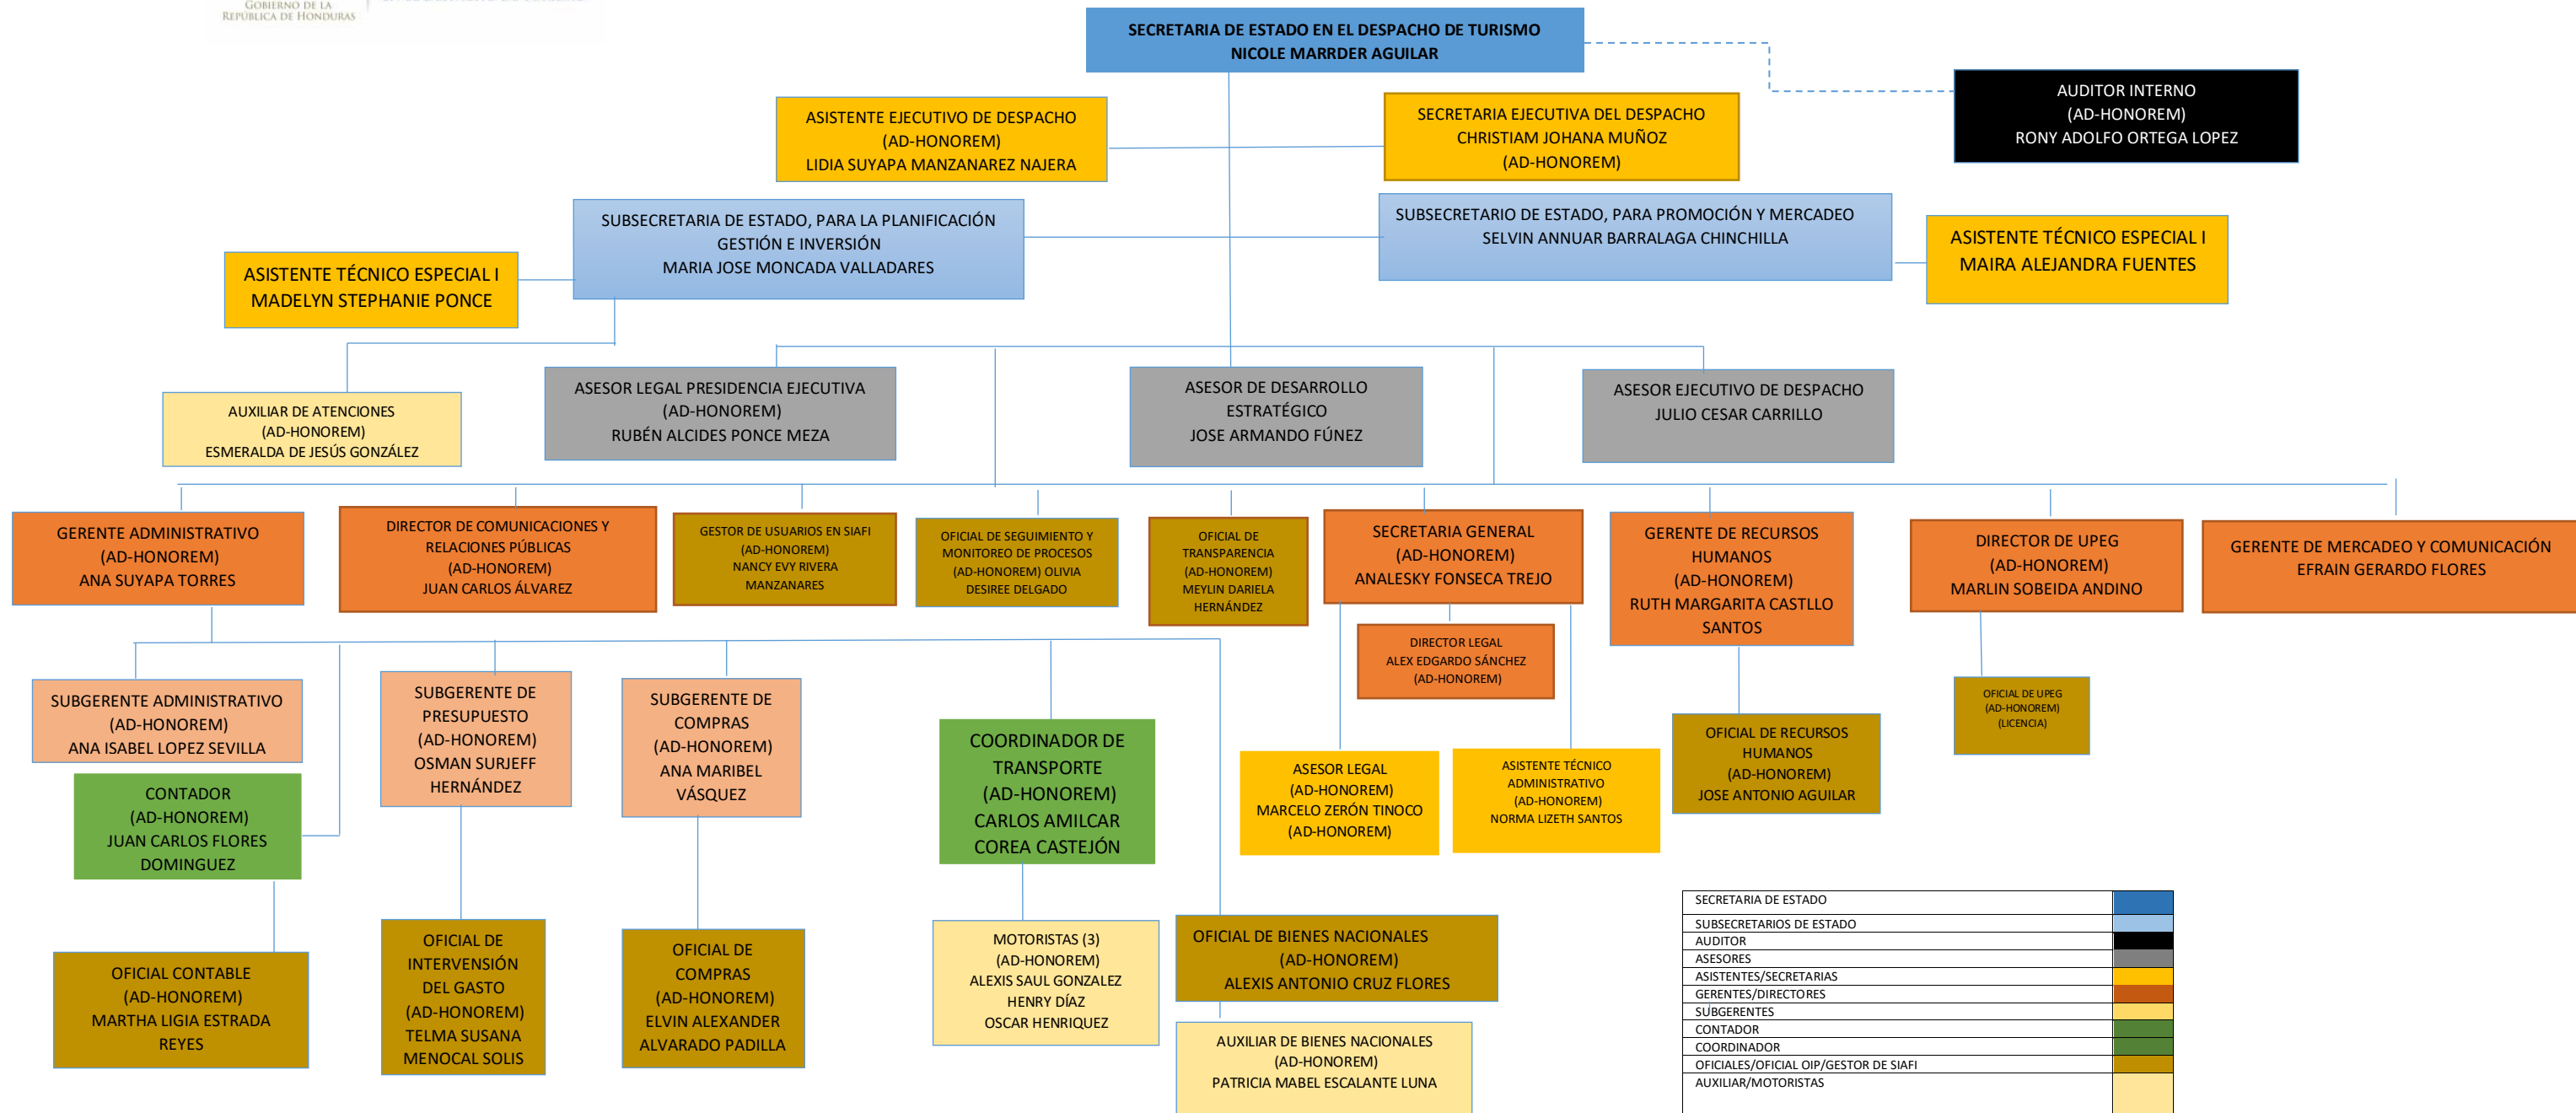 GOBIERNO DE LA
REPÚBLICA DE HONDURAS
SECRETARIA DE ESTADO EN EL DESPACHO DE TURISMO
NICOLE MARRDER AGUILAR
AUDITOR INTERNO
(AD-HONOREM)
RONY ADOLFO ORTEGA LOPEZ
ASISTENTE EJECUTIVO DE DESPACHO
(AD-HONOREM)
LIDIA SUYAPA MANZANAREZ NAJERA
SECRETARIA EJECUTIVA DEL DESPACHO
CHRISTIAM JOHANA MUÑOZ
(AD-HONOREM)
SUBSECRETARIA DE ESTADO, PARA LA PLANIFICACIÓN
GESTIÓN E INVERSIÓN
MARIA JOSE MONCADA VALLADARES
SUBSECRETARIO DE ESTADO, PARA PROMOCIÓN Y MERCADEO
SELVIN ANNUAR BARRALAGA CHINCHILLA
ASISTENTE TÉCNICO ESPECIAL I
MADELYN STEPHANIE PONCE
ASISTENTE TÉCNICO ESPECIAL I
MAIRA ALEJANDRA FUENTES
AUXILIAR DE ATENCIONES
(AD-HONOREM)
ESMERALDA DE JESÚS GONZÁLEZ
ASESOR LEGAL PRESIDENCIA EJECUTIVA
(AD-HONOREM)
RUBÉN ALCIDES PONCE MEZA
ASESOR DE DESARROLLO
ESTRATÉGICO
JOSE ARMANDO FÚNEZ
ASESOR EJECUTIVO DE DESPACHO
JULIO CESAR CARRILLO
GERENTE ADMINISTRATIVO
(AD-HONOREM)
ANA SUYAPA TORRES
DIRECTOR DE COMUNICACIONES Y
RELACIONES PÚBLICAS
(AD-HONOREM)
JUAN CARLOS ÁLVAREZ
GESTOR DE USUARIOS EN SIAFI
(AD-HONOREM)
NANCY EVY RIVERA
MANZANARES
OFICIAL DE SEGUIMIENTO Y
MONITOREO DE PROCESOS
(AD-HONOREM) OLIVIA
DESIREE DELGADO
OFICIAL DE
TRANSPARENCIA
(AD-HONOREM)
MEYLIN DARIELA
HERNÁNDEZ
SECRETARIA GENERAL
(AD-HONOREM)
ANALESKY FONSECA TREJO
GERENTE DE RECURSOS
HUMANOS
(AD-HONOREM)
RUTH MARGARITA CASTLLO
SANTOS
DIRECTOR DE UPEG
(AD-HONOREM)
MARLIN SOBEIDA ANDINO
GERENTE DE MERCADEO Y COMUNICACIÓN
EFRAIN GERARDO FLORES
DIRECTOR LEGAL
ALEX EDGARDO SÁNCHEZ
(AD-HONOREM)
SUBGERENTE ADMINISTRATIVO
(AD-HONOREM)
ANA ISABEL LOPEZ SEVILLA
SUBGERENTE DE
PRESUPUESTO
(AD-HONOREM)
OSMAN SURJEFF
HERNÁNDEZ
SUBGERENTE DE
COMPRAS
(AD-HONOREM)
ANA MARIBEL
VÁSQUEZ
COORDINADOR DE
TRANSPORTE
(AD-HONOREM)
CARLOS AMILCAR
COREA CASTEJÓN
ASESOR LEGAL
(AD-HONOREM)
MARCELO ZERÓN TINOCO
(AD-HONOREM)
ASISTENTE TÉCNICO
ADMINISTRATIVO
(AD-HONOREM)
NORMA LIZETH SANTOS
OFICIAL DE RECURSOS
HUMANOS
(AD-HONOREM)
JOSE ANTONIO AGUILAR
OFICIAL DE UPEG
(AD-HONOREM)
(LICENCIA)
CONTADOR
(AD-HONOREM)
JUAN CARLOS FLORES
DOMINGUEZ
OFICIAL CONTABLE
(AD-HONOREM)
MARTHA LIGIA ESTRADA
REYES
OFICIAL DE
INTERVENSIÓN
DEL GASTO
(AD-HONOREM)
TELMA SUSANA
MENOCAL SOLIS
OFICIAL DE
COMPRAS
(AD-HONOREM)
ELVIN ALEXANDER
ALVARADO PADILLA
MOTORISTAS (3)
(AD-HONOREM)
ALEXIS SAUL GONZALEZ
HENRY DÍAZ
OSCAR HENRIQUEZ
OFICIAL DE BIENES NACIONALES
(AD-HONOREM)
ALEXIS ANTONIO CRUZ FLORES
AUXILIAR DE BIENES NACIONALES
(AD-HONOREM)
PATRICIA MABEL ESCALANTE LUNA
SECRETARIA DE ESTADO
SUBSECRETARIOS DE ESTADO
AUDITOR
ASESORES
ASISTENTES/SECRETARIAS
GERENTES/DIRECTORES
SUBGERENTES
CONTADOR
COORDINADOR
OFICIALES/OFICIAL OIP/GESTOR DE SIAFI
AUXILIAR/MOTORISTAS